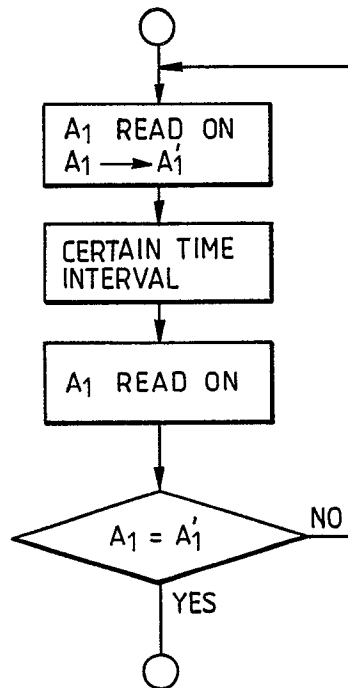 A₁ READ ON
A₁ → A₁'
CERTAIN TIME
INTERVAL
A₁ READ ON
A₁ = A₁'
NO
YES